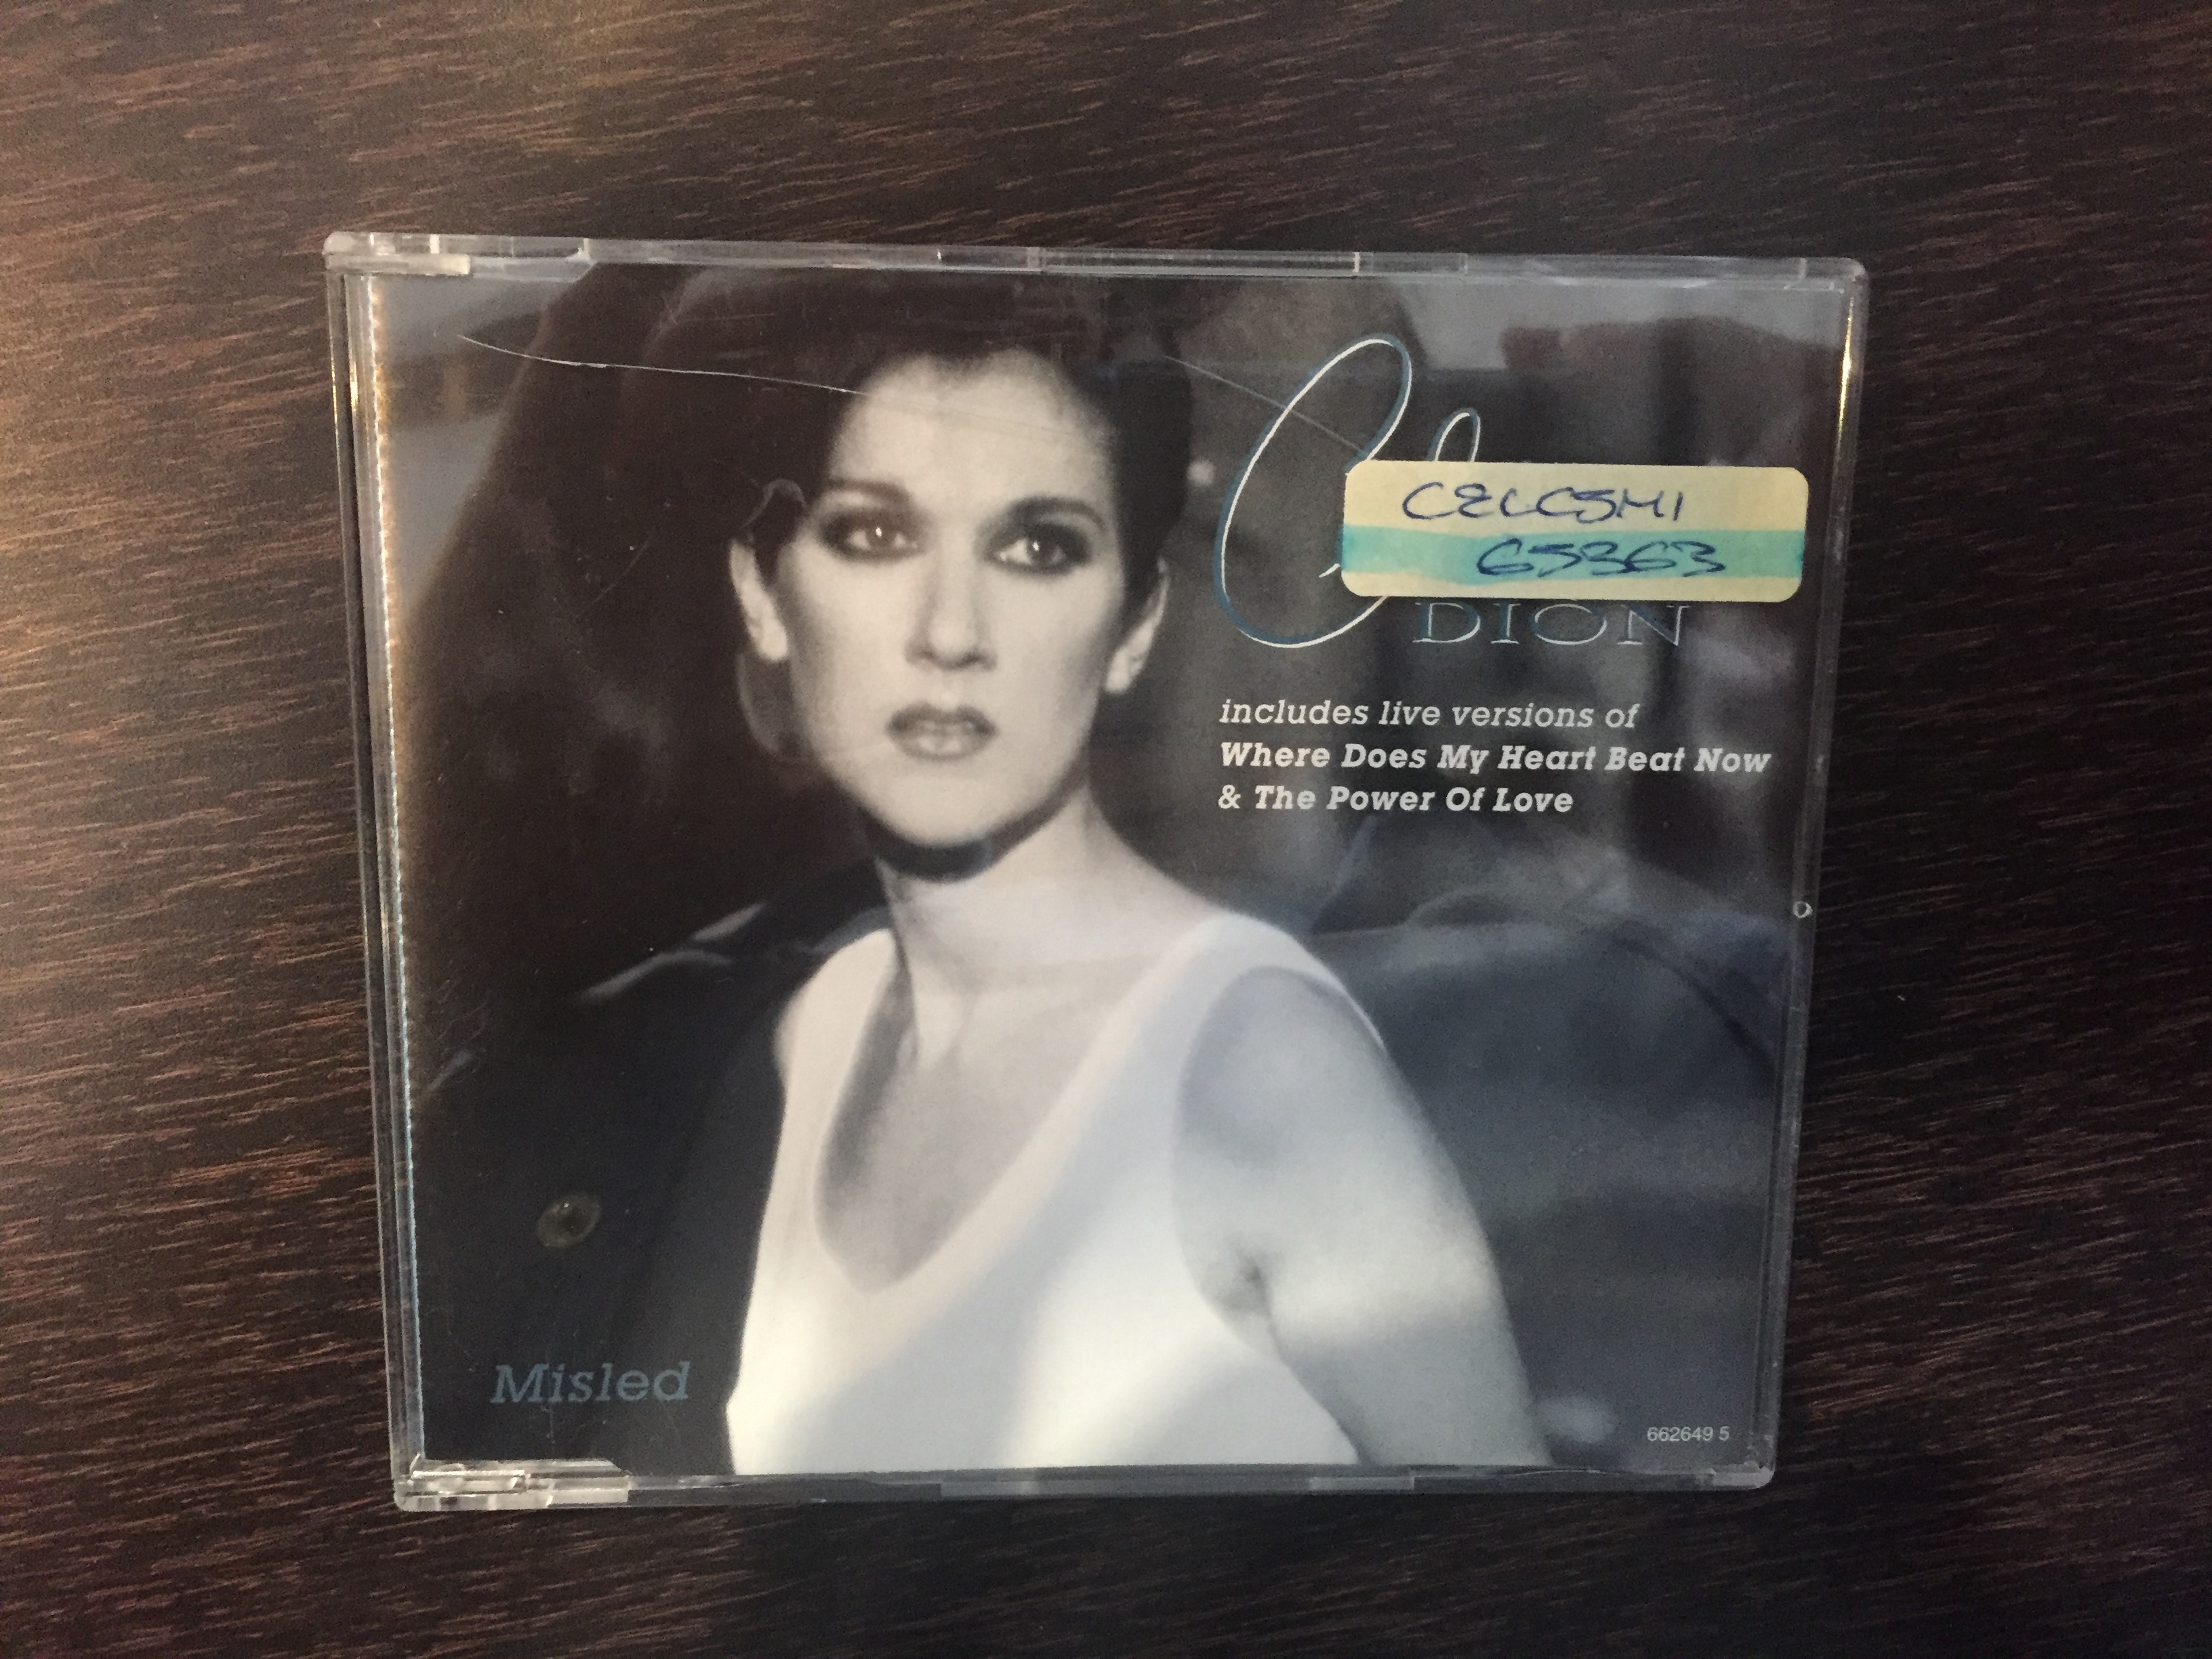 CELCSM1
65363
DION
includes live versions of
Where Does My Heart Beat Now
& The Power Of Love
Misled
662649 5